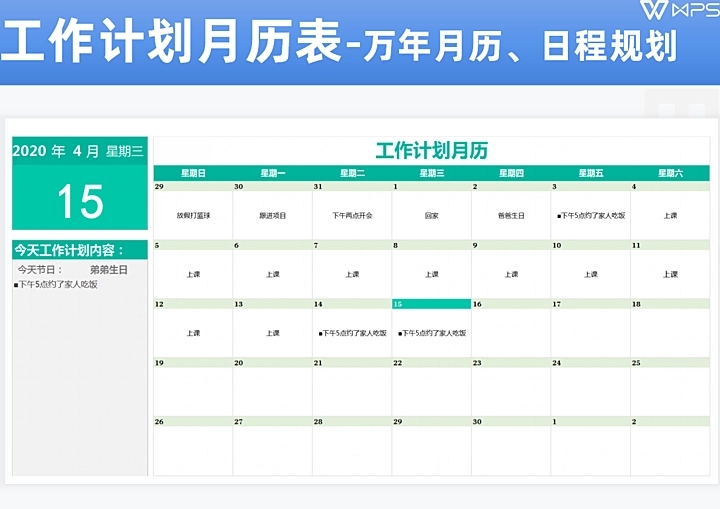 WPS
工作计划月历表-万年月历、日程规划
2020 年 4 月 星期三
15
今天工作计划内容：
今天节日： 弟弟生日
■下午5点约了家人吃饭
工作计划月历
星期日 星期一 星期二 星期三 星期四 星期五 星期六
29 30 31 1 2 3 4
放假打蓝球 跟进项目 下午两点开会 回家 爸爸生日 ■下午5点约了家人吃饭 上课
5 6 7 8 9 10 11
上课 上课 上课 上课 上课 上课 上课
12 13 14 15 16 17 18
上课 上课 ■下午5点约了家人吃饭 ■下午5点约了家人吃饭
19 20 21 22 23 24 25
26 27 28 29 30 1 2